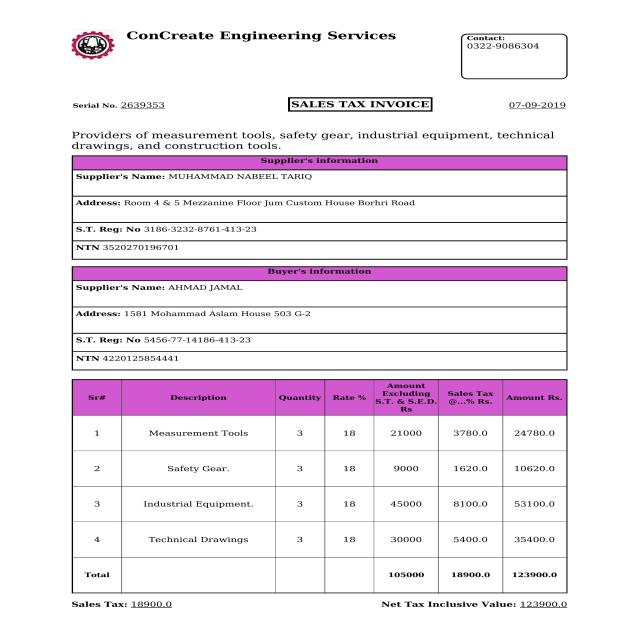 ConCreate Engineering Services
Contact:
0322-9086304
Serial No. 2639353 SALES TAX INVOICE 07-09-2019
Providers of measurement tools, safety gear, industrial equipment, technical
drawings, and construction tools.
Supplier's information
Supplier's Name: MUHAMMAD NABEEL TARIQ
Address: Room 4 & 5 Mezzanine Floor Jum Custom House Borhri Road
S.T. Reg: No 3186-3232-8761-413-23
NTN 3520270196701
Buyer's information
Supplier's Name: AHMAD JAMAL
Address: 1581 Mohammad Aslam House 503 G-2
S.T. Reg: No 5456-77-14186-413-23
NTN 4220125854441
Sr# Description Quantity Rate % Amount Excluding S.T. & S.E.D. Rs Sales Tax @...% Rs. Amount Rs.
1 Measurement Tools 3 18 21000 3780.0 24780.0
2 Safety Gear. 3 18 9000 1620.0 10620.0
3 Industrial Equipment. 3 18 45000 8100.0 53100.0
4 Technical Drawings 3 18 30000 5400.0 35400.0
Total 105000 18900.0 123900.0
Sales Tax: 18900.0 Net Tax Inclusive Value: 123900.0